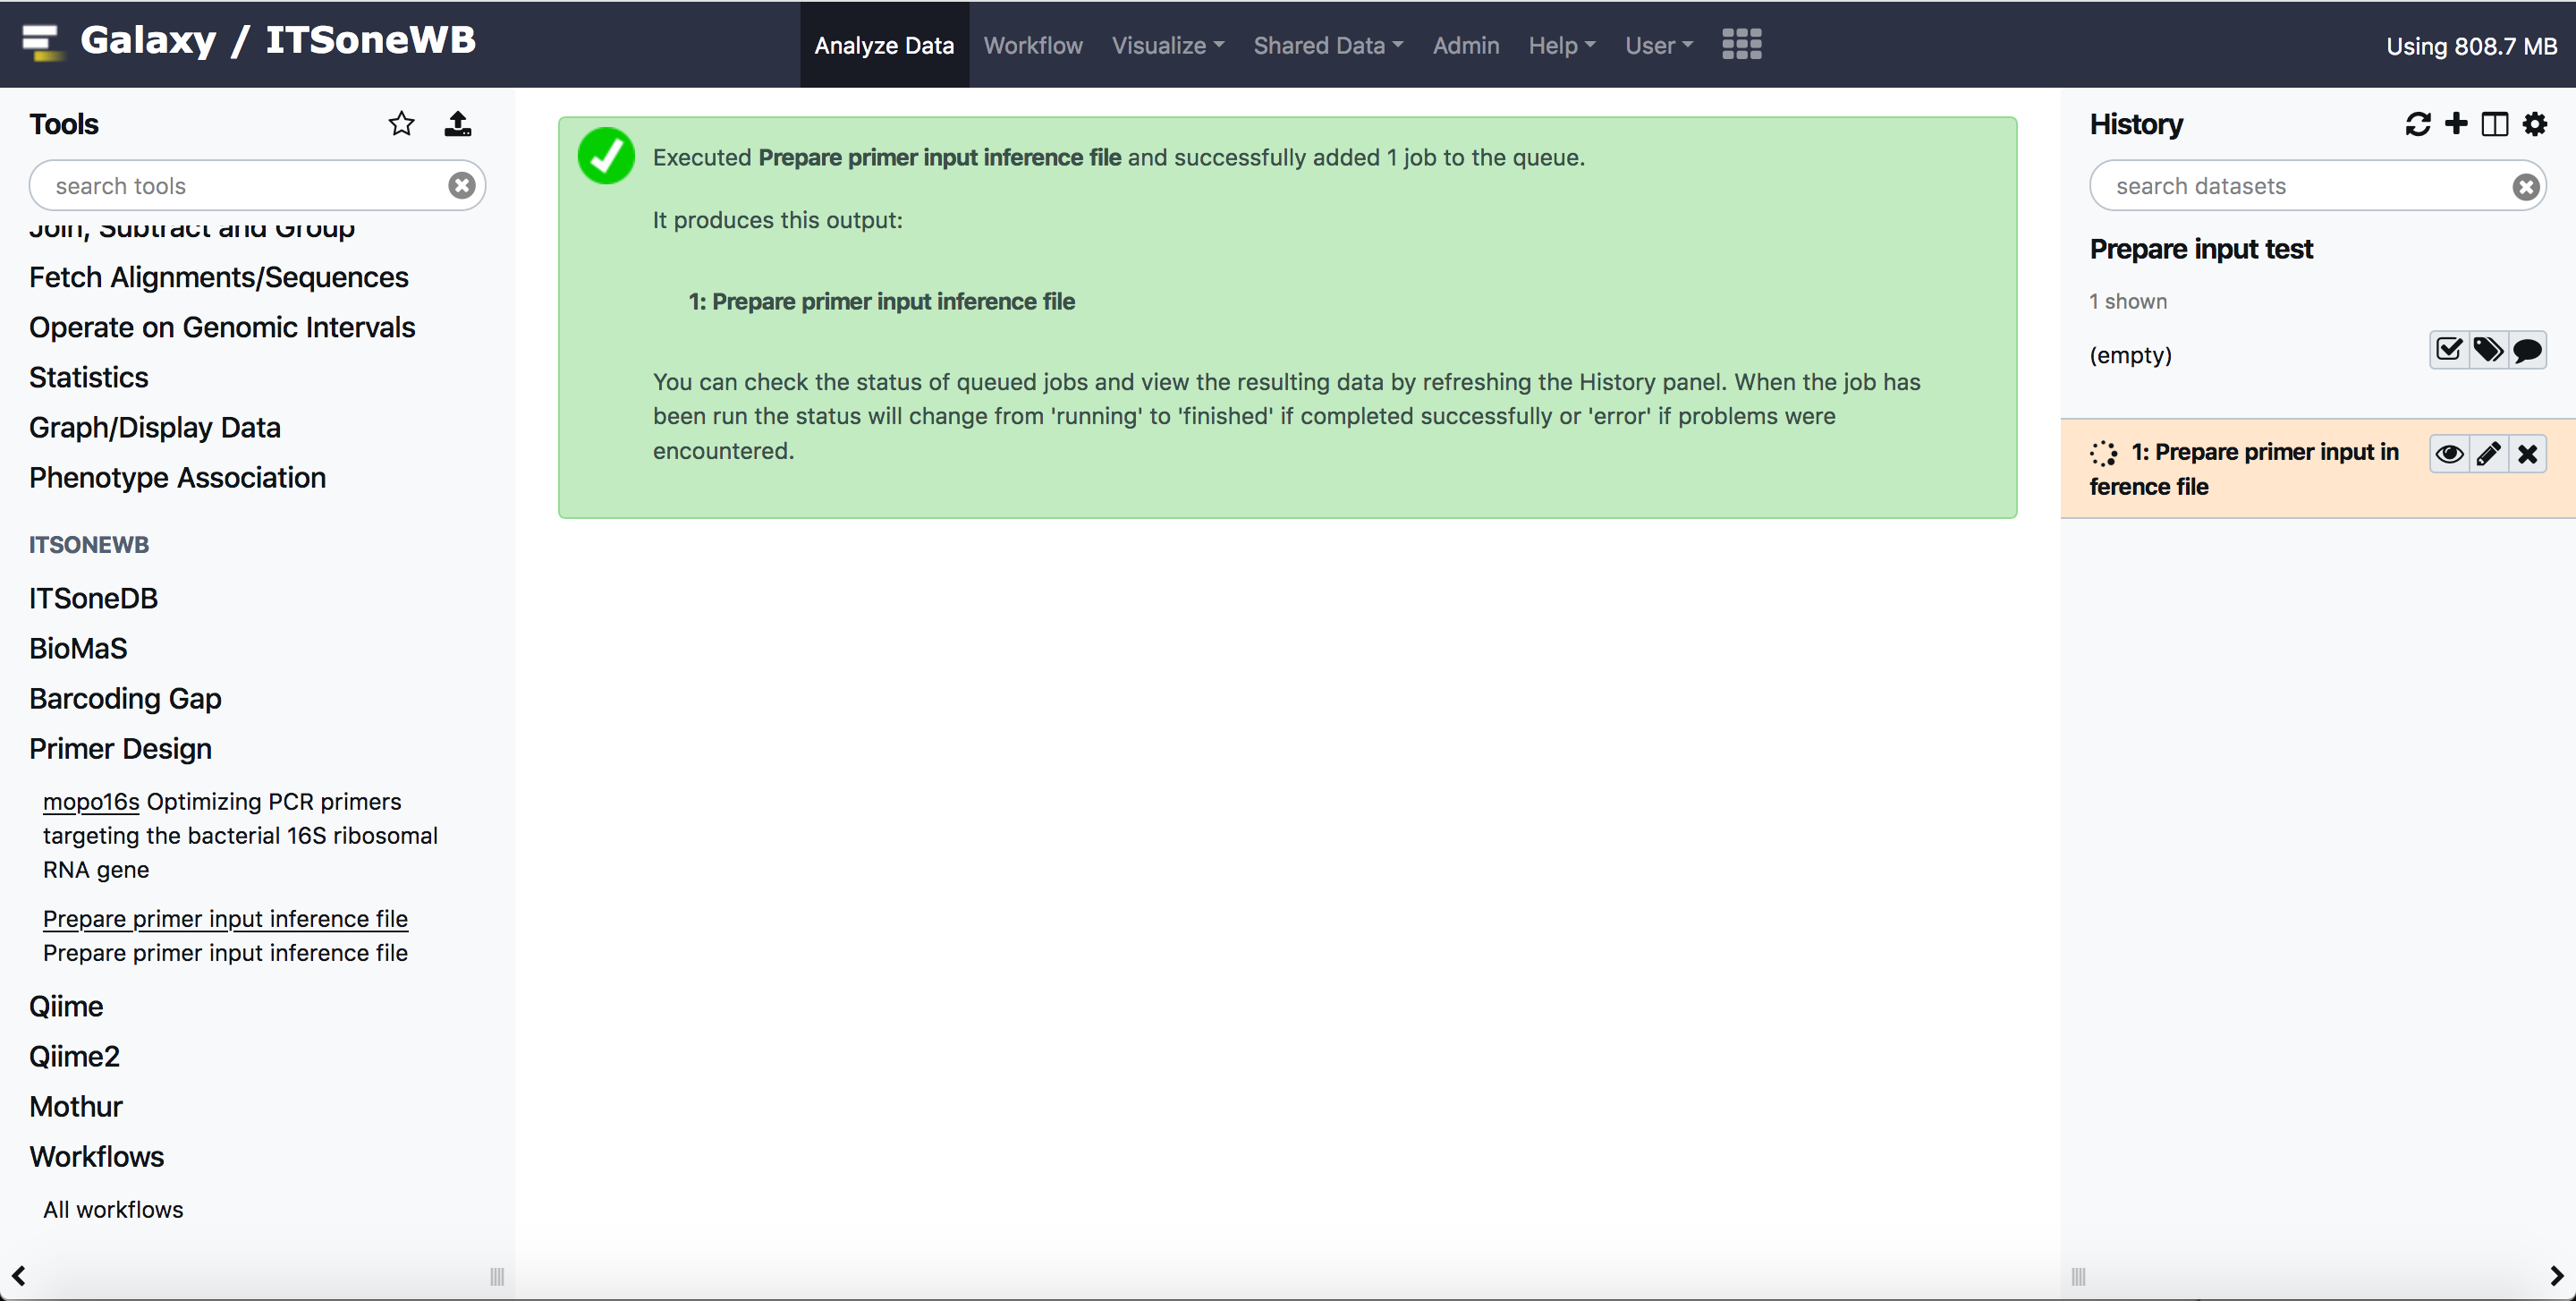 Galaxy / ITSoneWB
Analyze Data
Workflow
Visualize
Shared Data
Admin
Help
User
Using 808.7 MB
Tools
search tools
Join, Subtract and Group
Fetch Alignments/Sequences
Operate on Genomic Intervals
Statistics
Graph/Display Data
Phenotype Association
ITSONEWB
ITSoneDB
BioMaS
Barcoding Gap
Primer Design
mopo16s Optimizing PCR primers
targeting the bacterial 16S ribosomal
RNA gene
Prepare primer input inference file
Prepare primer input inference file
Qiime
Qiime2
Mothur
Workflows
All workflows
Executed Prepare primer input inference file and successfully added 1 job to the queue.
It produces this output:
1: Prepare primer input inference file
You can check the status of queued jobs and view the resulting data by refreshing the History panel. When the job has
been run the status will change from 'running' to 'finished' if completed successfully or 'error' if problems were
encountered.
History
search datasets
Prepare input test
1 shown
(empty)
1: Prepare primer input in
ference file